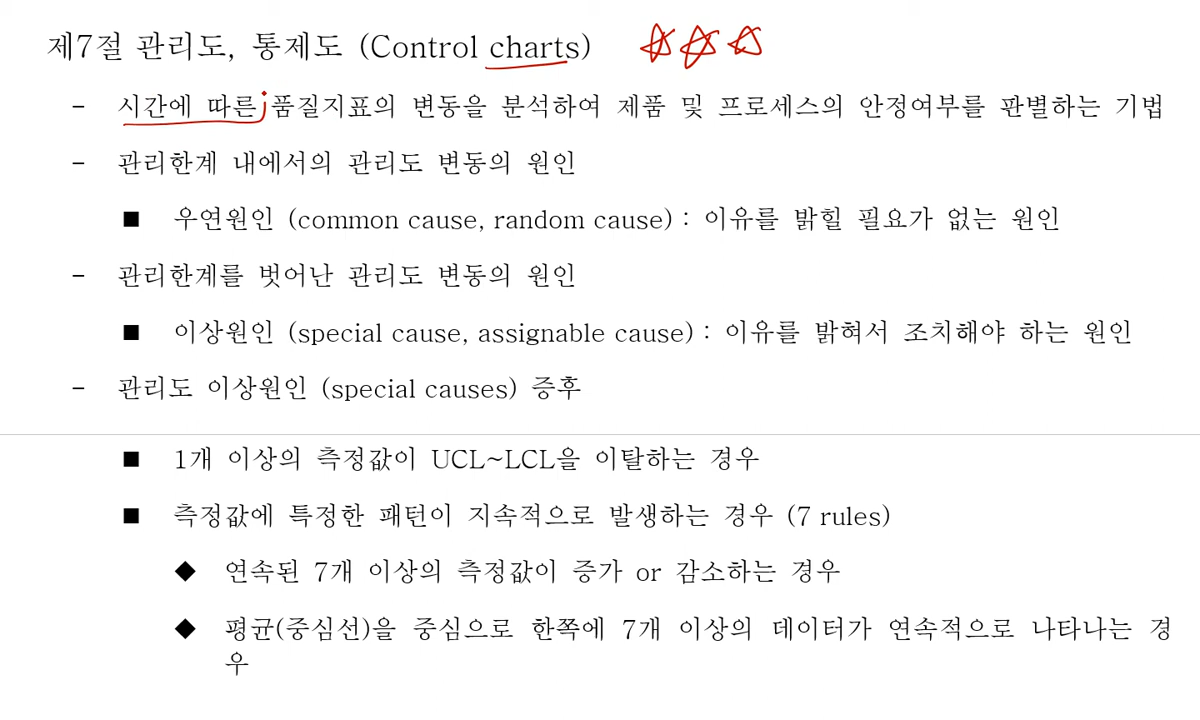 제7절 관리도, 통제도 (Control charts)
- 시간에 따른 품질지표의 변동을 분석하여 제품 및 프로세스의 안정여부를 판별하는 기법
- 관리한계 내에서의 관리도 변동의 원인
■ 우연원인 (common cause, random cause) : 이유를 밝힐 필요가 없는 원인
- 관리한계를 벗어난 관리도 변동의 원인
■ 이상원인 (special cause, assignable cause) : 이유를 밝혀서 조치해야 하는 원인
- 관리도 이상원인 (special causes) 증후
■ 1개 이상의 측정값이 UCL~LCL을 이탈하는 경우
■ 측정값에 특정한 패턴이 지속적으로 발생하는 경우 (7 rules)
◆ 연속된 7개 이상의 측정값이 증가 or 감소하는 경우
◆ 평균(중심선)을 중심으로 한쪽에 7개 이상의 데이터가 연속적으로 나타나는 경
우